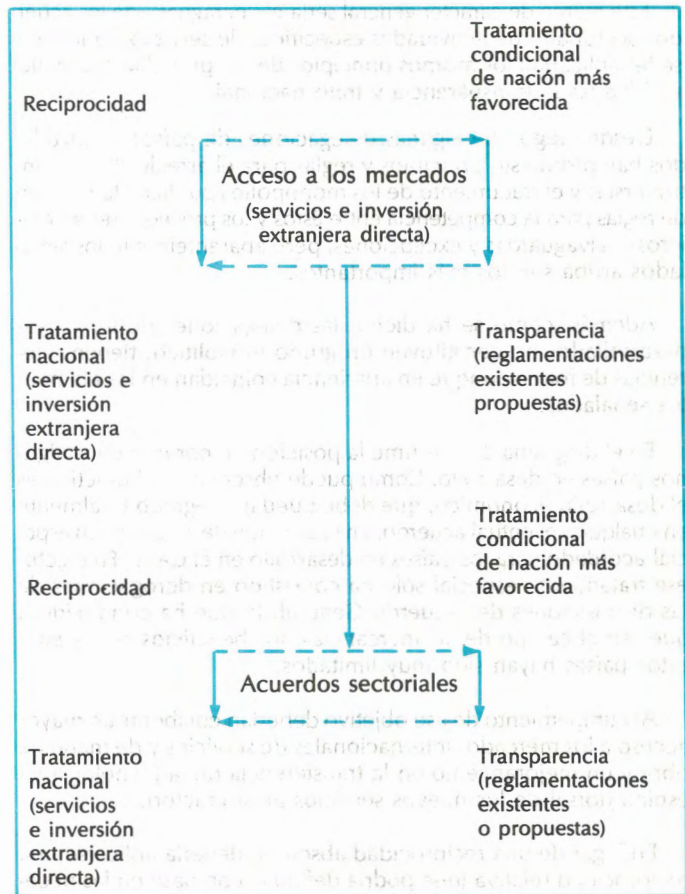 Tratamiento
condicional
de nación más
favorecida
Reciprocidad
Acceso a los mercados
(servicios e inversión
extranjera directa)
Tratamiento
nacional
(servicios e
inversión
extranjera
directa)
Transparencia
(reglamentaciones
existentes
propuestas)
Tratamiento
condicional
de nación más
favorecida
Reciprocidad
Acuerdos sectoriales
Tratamiento
nacional
(servicios
e inversión
extranjera
directa)
Transparencia
(reglamentaciones
existentes
o propuestas)